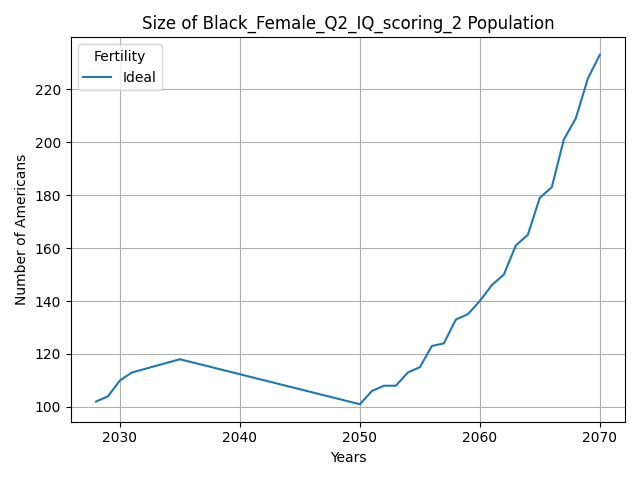 Size of Black_Female_Q2_IQ_scoring_2 Population
Fertility
Ideal
Number of Americans
220
200
180
160
140
120
100
2030
2040
2050
2060
2070
Years